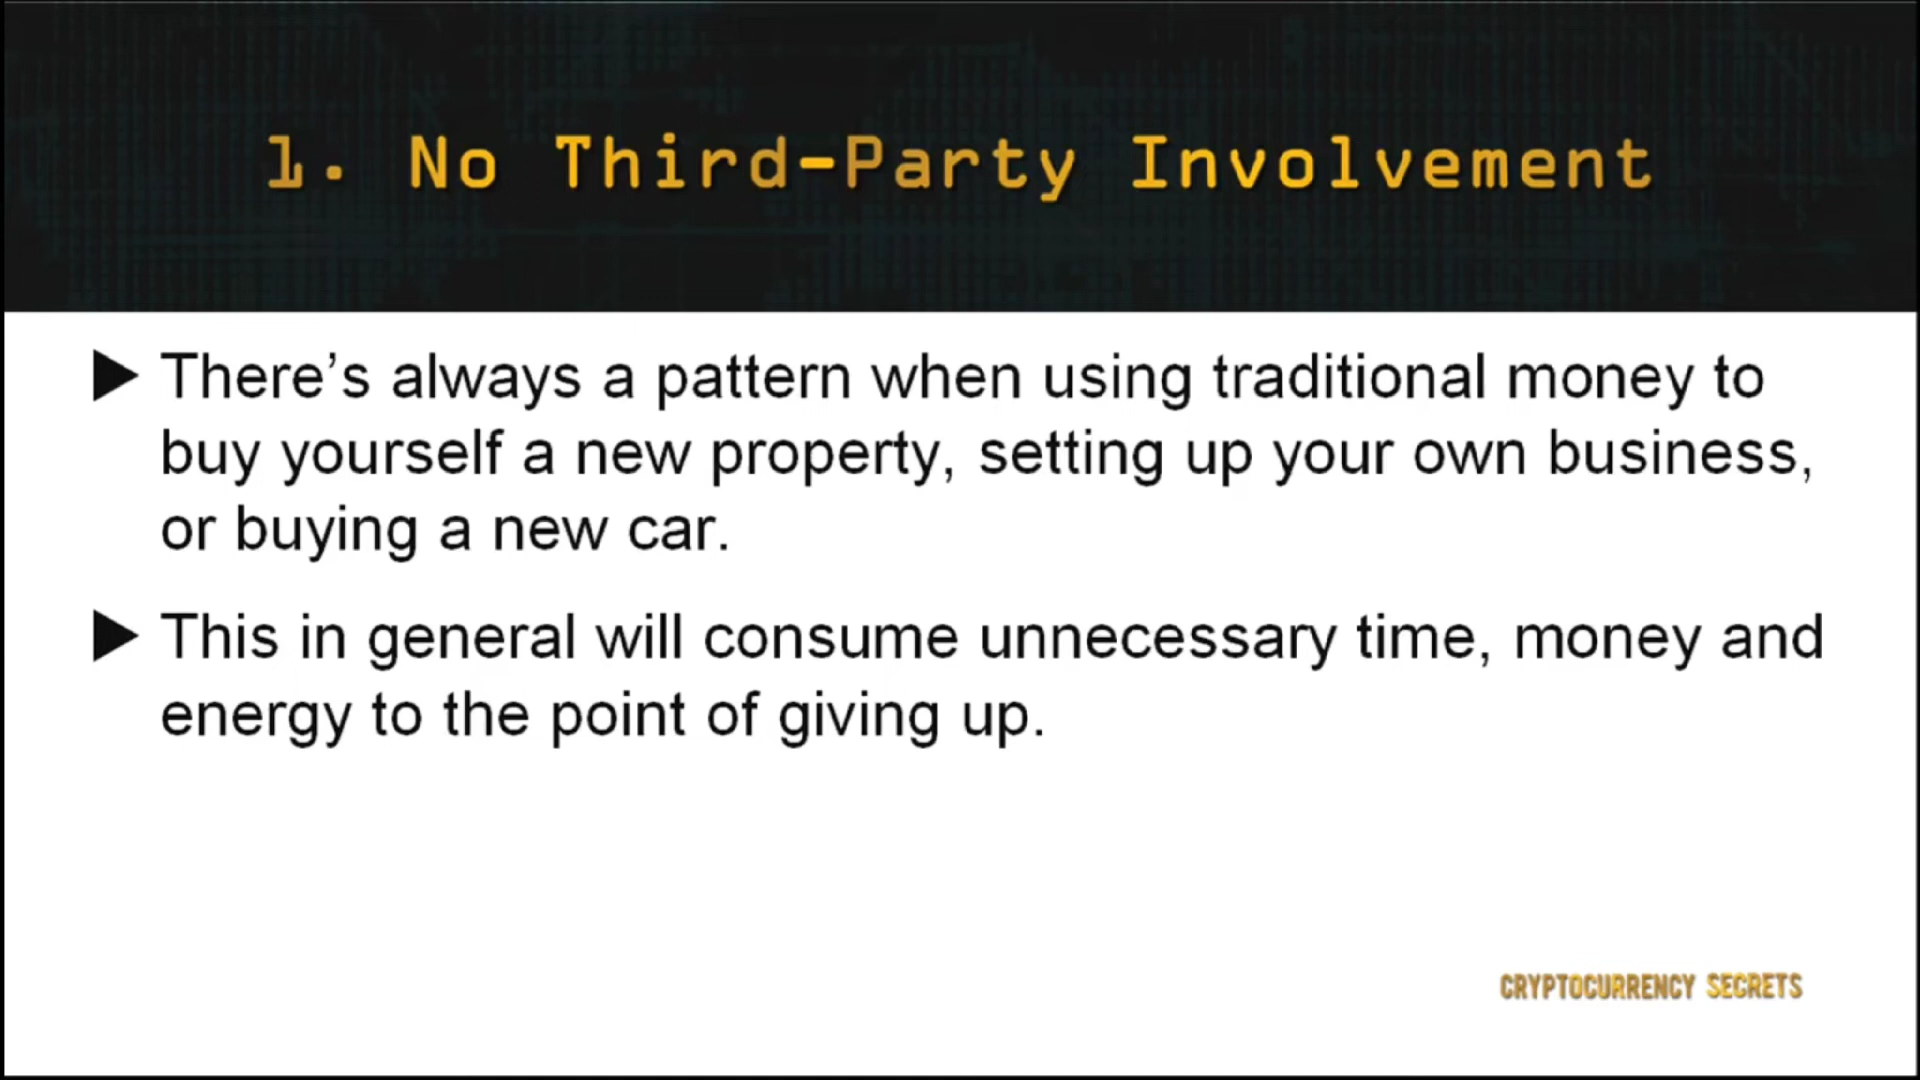 1. No Third-Party Involvement
There’s always a pattern when using traditional money to
buy yourself a new property, setting up your own business,
or buying a new car.
This in general will consume unnecessary time, money and
energy to the point of giving up.
CRYPTOCURRENCY SECRETS